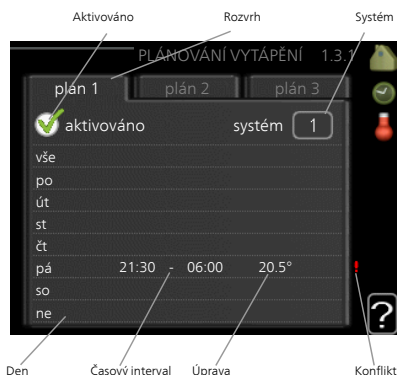 Aktivováno Rozvrh Systém
PLÁNOVÁNÍ VYTÁPĚNÍ 1.3.1
plán 1 plán 2 plán 3
aktivováno systém 1
vše
po
út
st
čt
pá 21:30 - 06:00 20.5° !
so
ne
?
Den Časový interval Úprava Konflikt